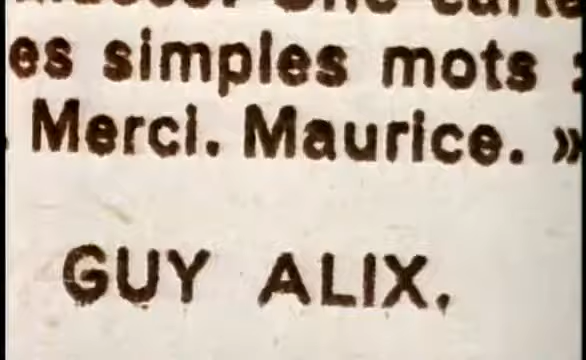 es simples mots :
Merci. Maurice. »
GUY ALIX.